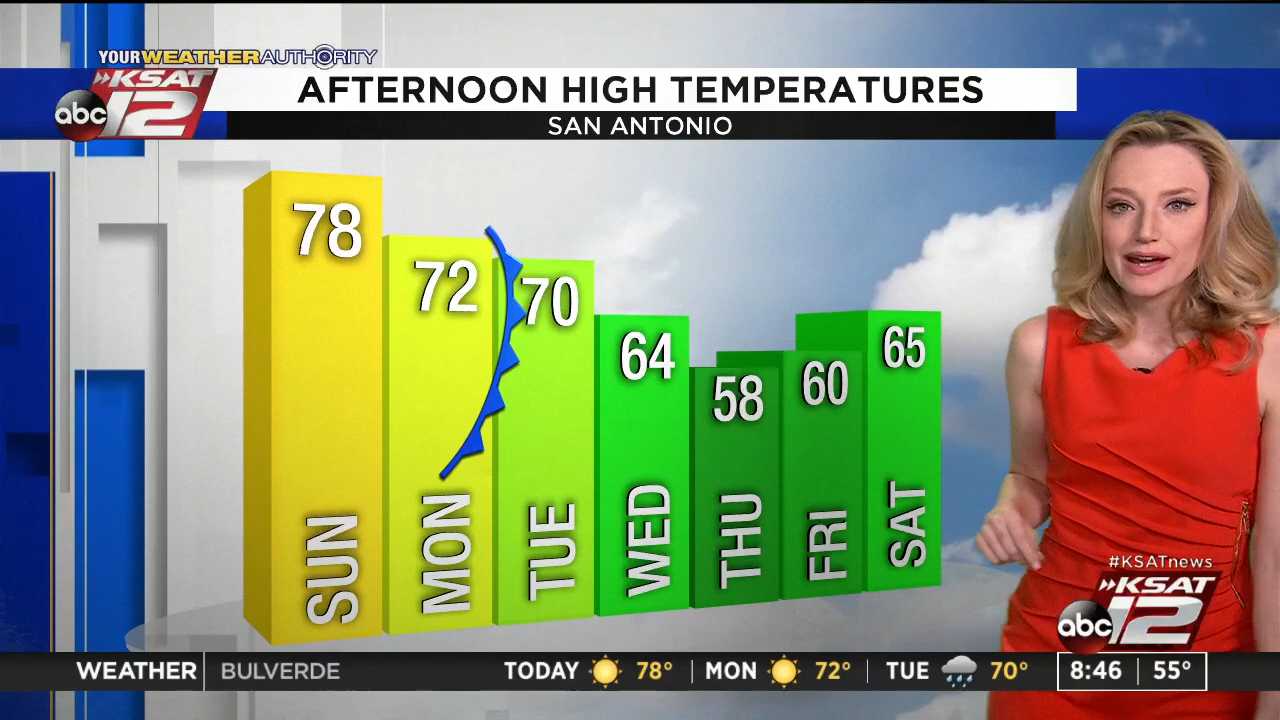 YOUR WEATHER AUTHORITY
KSAT
abc 12
AFTERNOON HIGH TEMPERATURES
SAN ANTONIO
78
72
70
64
58
60
65
SUN
MON
TUE
WED
THU
FRI
SAT
#KSATnews
KSAT
abc 12
WEATHER BULVERDE TODAY 78° MON 72° TUE 70° 8:46 55°